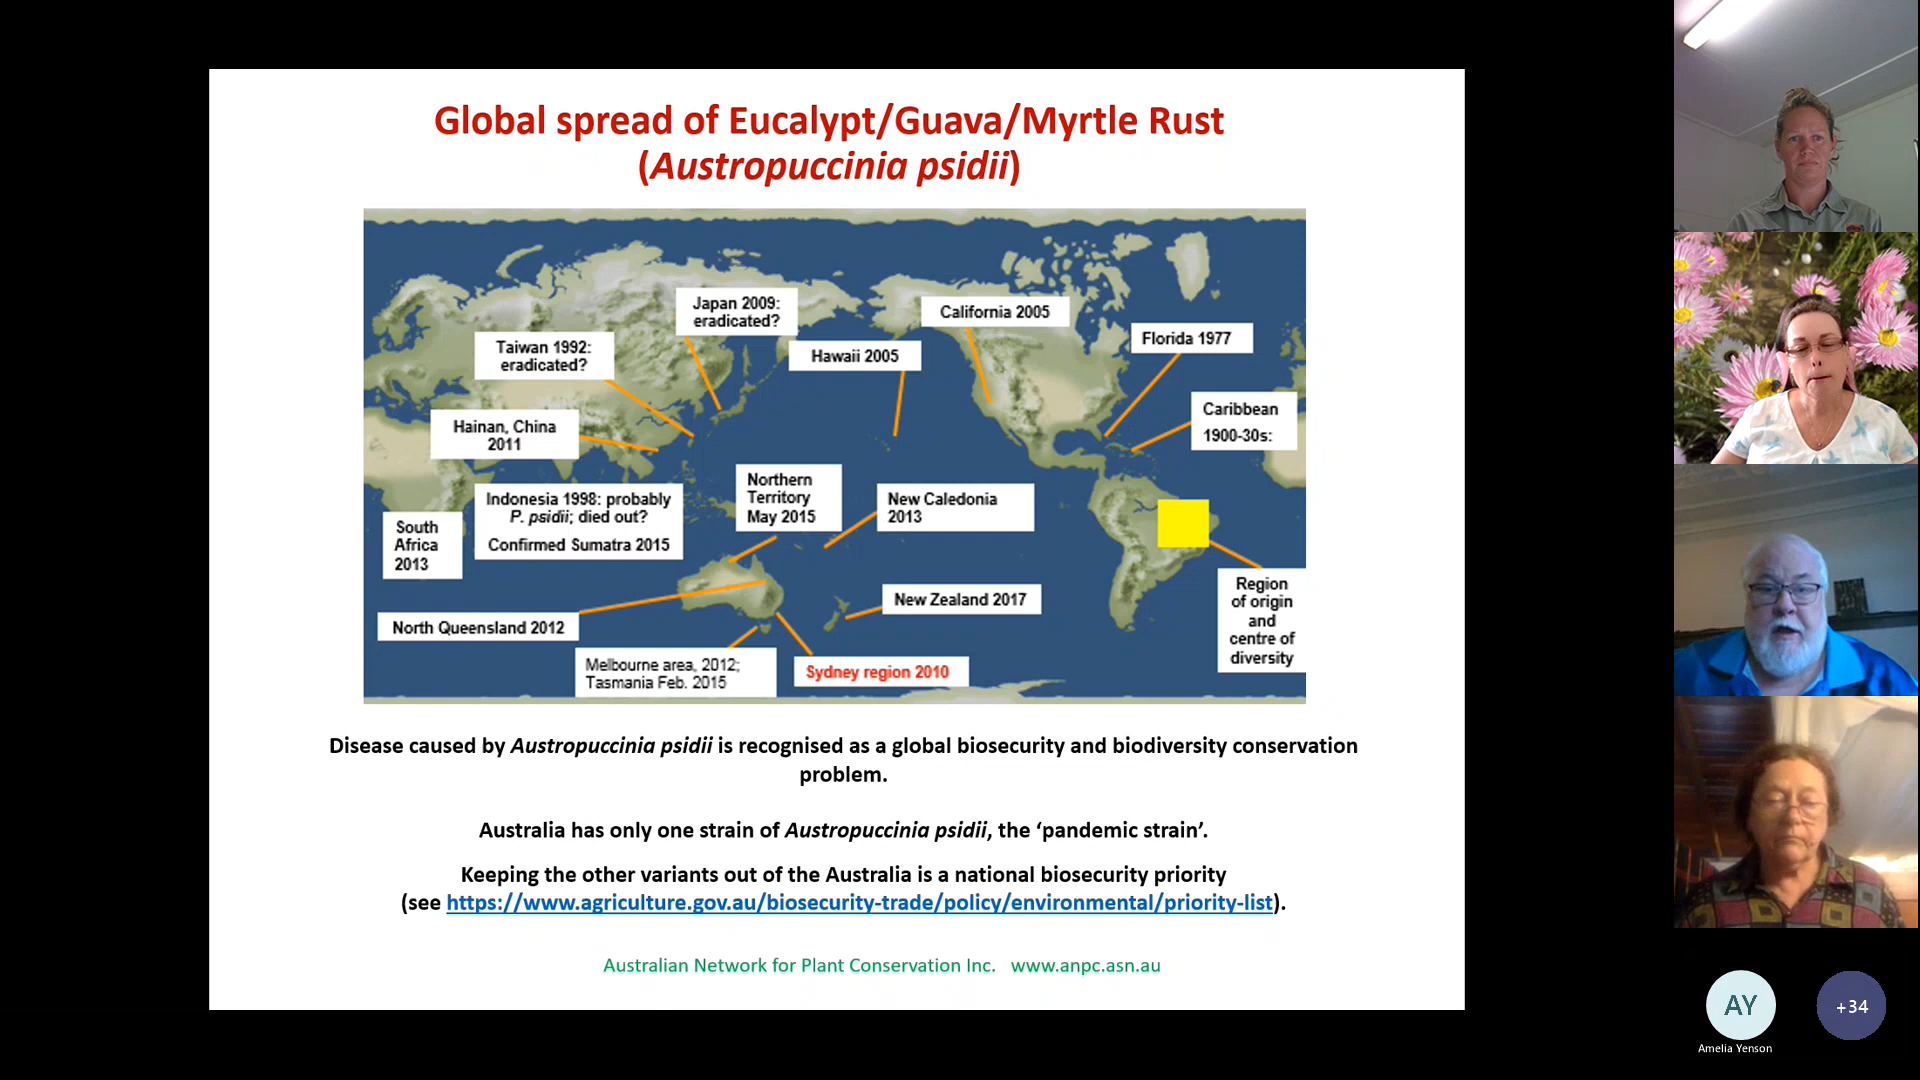 Global spread of Eucalypt/Guava/Myrtle Rust
(Austropuccinia psidii)
Japan 2009:
eradicated?
California 2005
Florida 1977
Taiwan 1992:
eradicated?
Hawaii 2005
Caribbean
1900-30s:
Hainan, China
2011
Northern
Territory
May 2015
New Caledonia
2013
Indonesia 1998: probably
P. psidii; died out?
Confirmed Sumatra 2015
South
Africa
2013
Region
of origin
and
centre of
diversity
New Zealand 2017
North Queensland 2012
Melbourne area, 2012;
Tasmania Feb. 2015
Sydney region 2010
Disease caused by Austropuccinia psidii is recognised as a global biosecurity and biodiversity conservation
problem.
Australia has only one strain of Austropuccinia psidii, the ‘pandemic strain’.
Keeping the other variants out of the Australia is a national biosecurity priority
(see https://www.agriculture.gov.au/biosecurity-trade/policy/environmental/priority-list).
Australian Network for Plant Conservation Inc. www.anpc.asn.au
AY
+34
Amelia Yenson